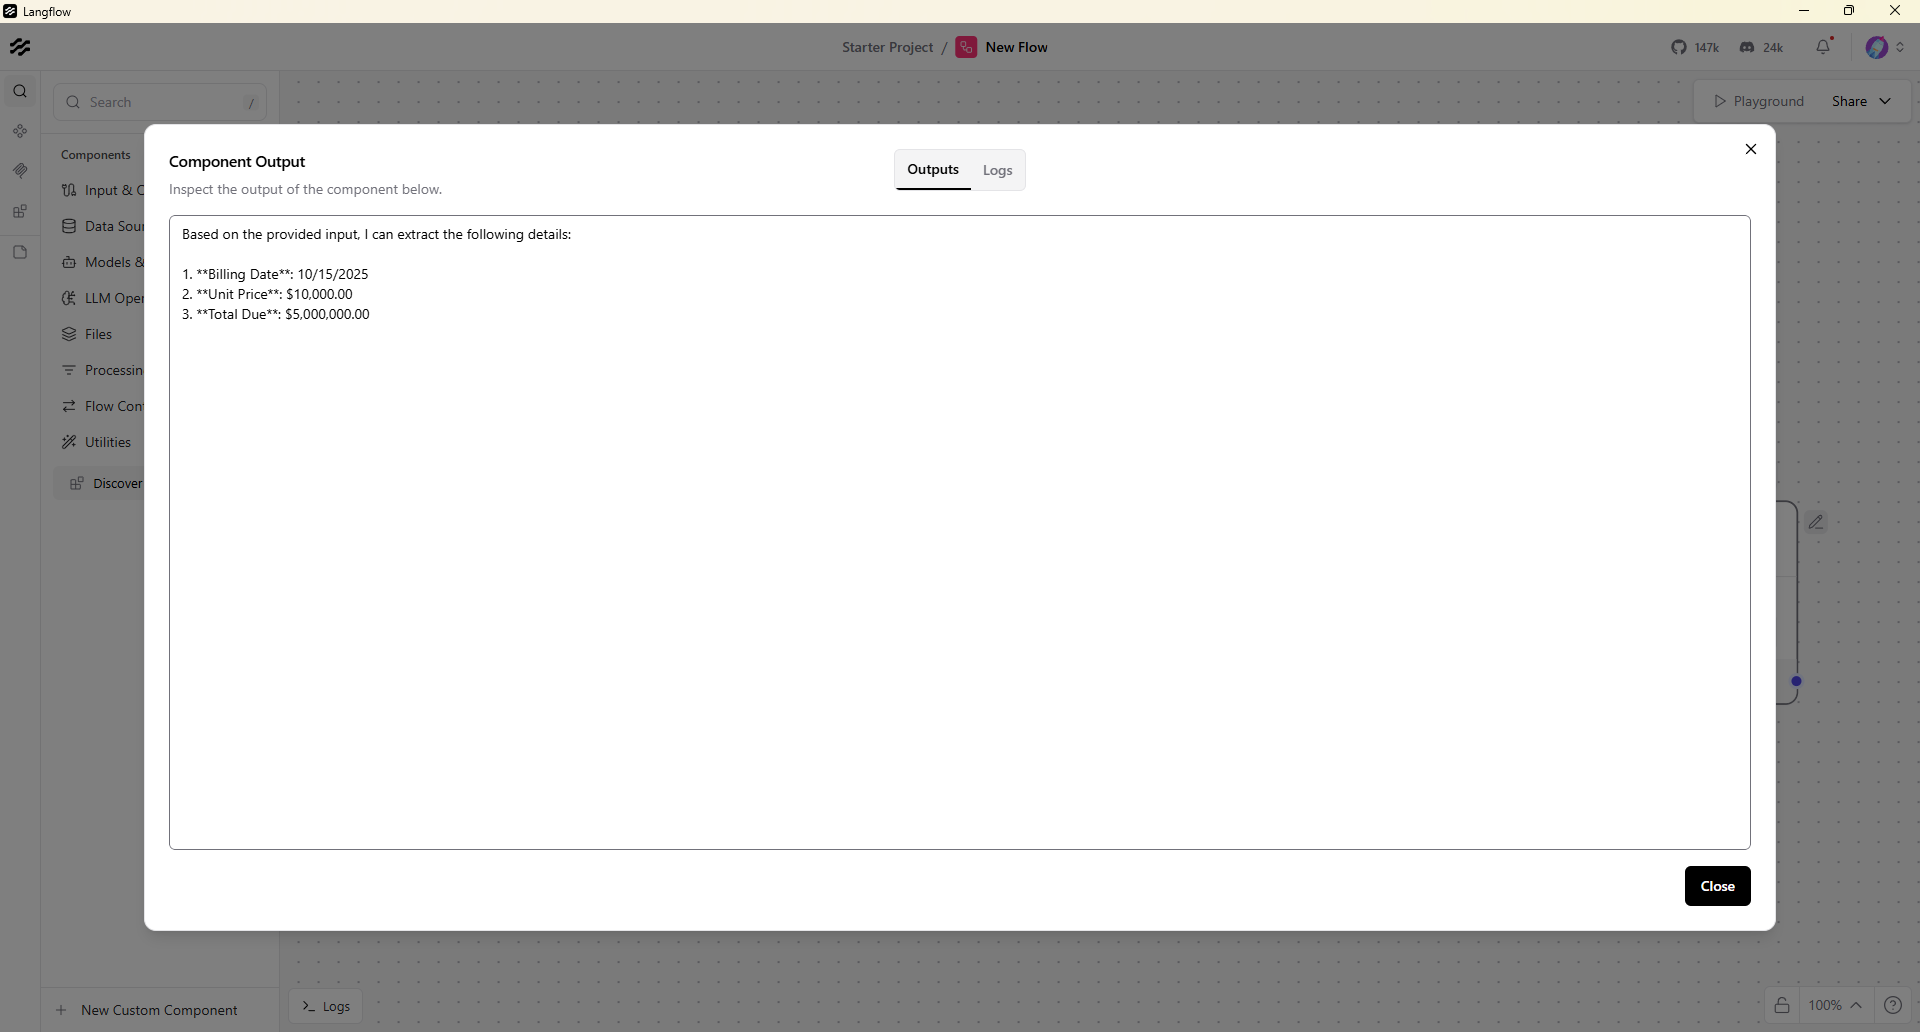 Langflow
Starter Project / New Flow
147k
24k
Search /
Playground
Share
Components
Input & C
Data Sour
Models &
LLM Oper
Files
Processin
Flow Con
Utilities
Discover
Component Output
Inspect the output of the component below.
Outputs
Logs
Based on the provided input, I can extract the following details:
1. **Billing Date**: 10/15/2025
2. **Unit Price**: $10,000.00
3. **Total Due**: $5,000,000.00
Close
New Custom Component
Logs
100%